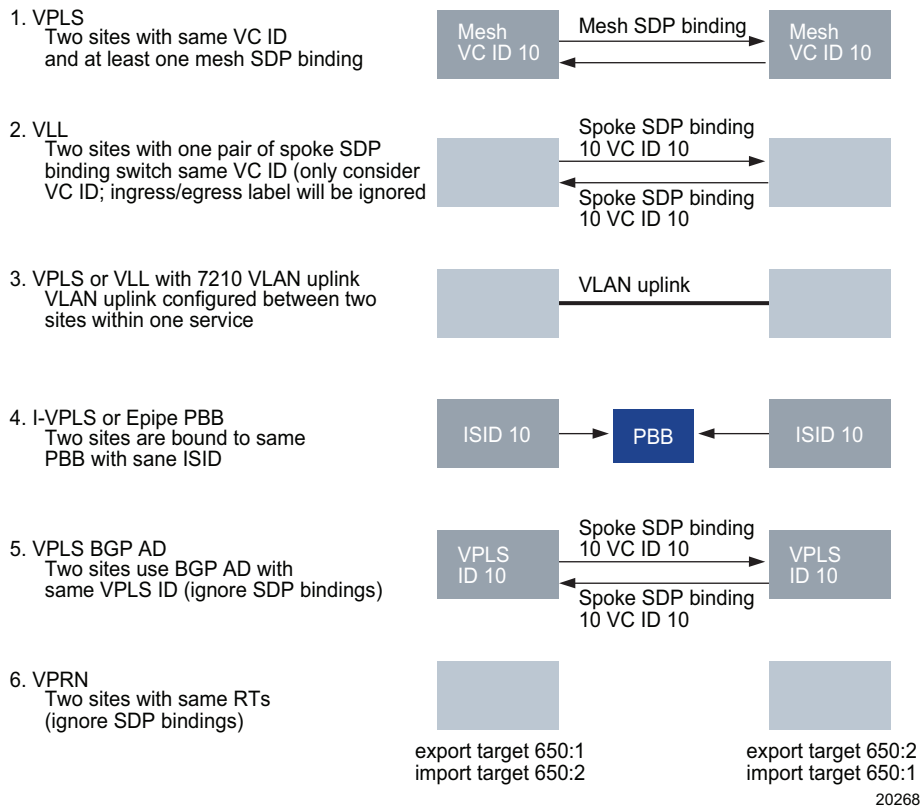 1. VPLS
Two sites with same VC ID
and at least one mesh SDP binding
Mesh
VC ID 10
Mesh SDP binding
Mesh
VC ID 10
2. VLL
Two sites with one pair of spoke SDP
binding switch same VC ID (only consider
VC ID; ingress/egress label will be ignored
Spoke SDP binding
10 VC ID 10
Spoke SDP binding
10 VC ID 10
3. VPLS or VLL with 7210 VLAN uplink
VLAN uplink configured between two
sites within one service
VLAN uplink
4. I-VPLS or Epipe PBB
Two sites are bound to same
PBB with sane ISID
ISID 10
PBB
ISID 10
5. VPLS BGP AD
Two sites use BGP AD with
same VPLS ID (ignore SDP bindings)
VPLS
ID 10
Spoke SDP binding
10 VC ID 10
Spoke SDP binding
10 VC ID 10
VPLS
ID 10
6. VPRN
Two sites with same RTs
(ignore SDP bindings)
export target 650:1
import target 650:2
export target 650:2
import target 650:1
20268